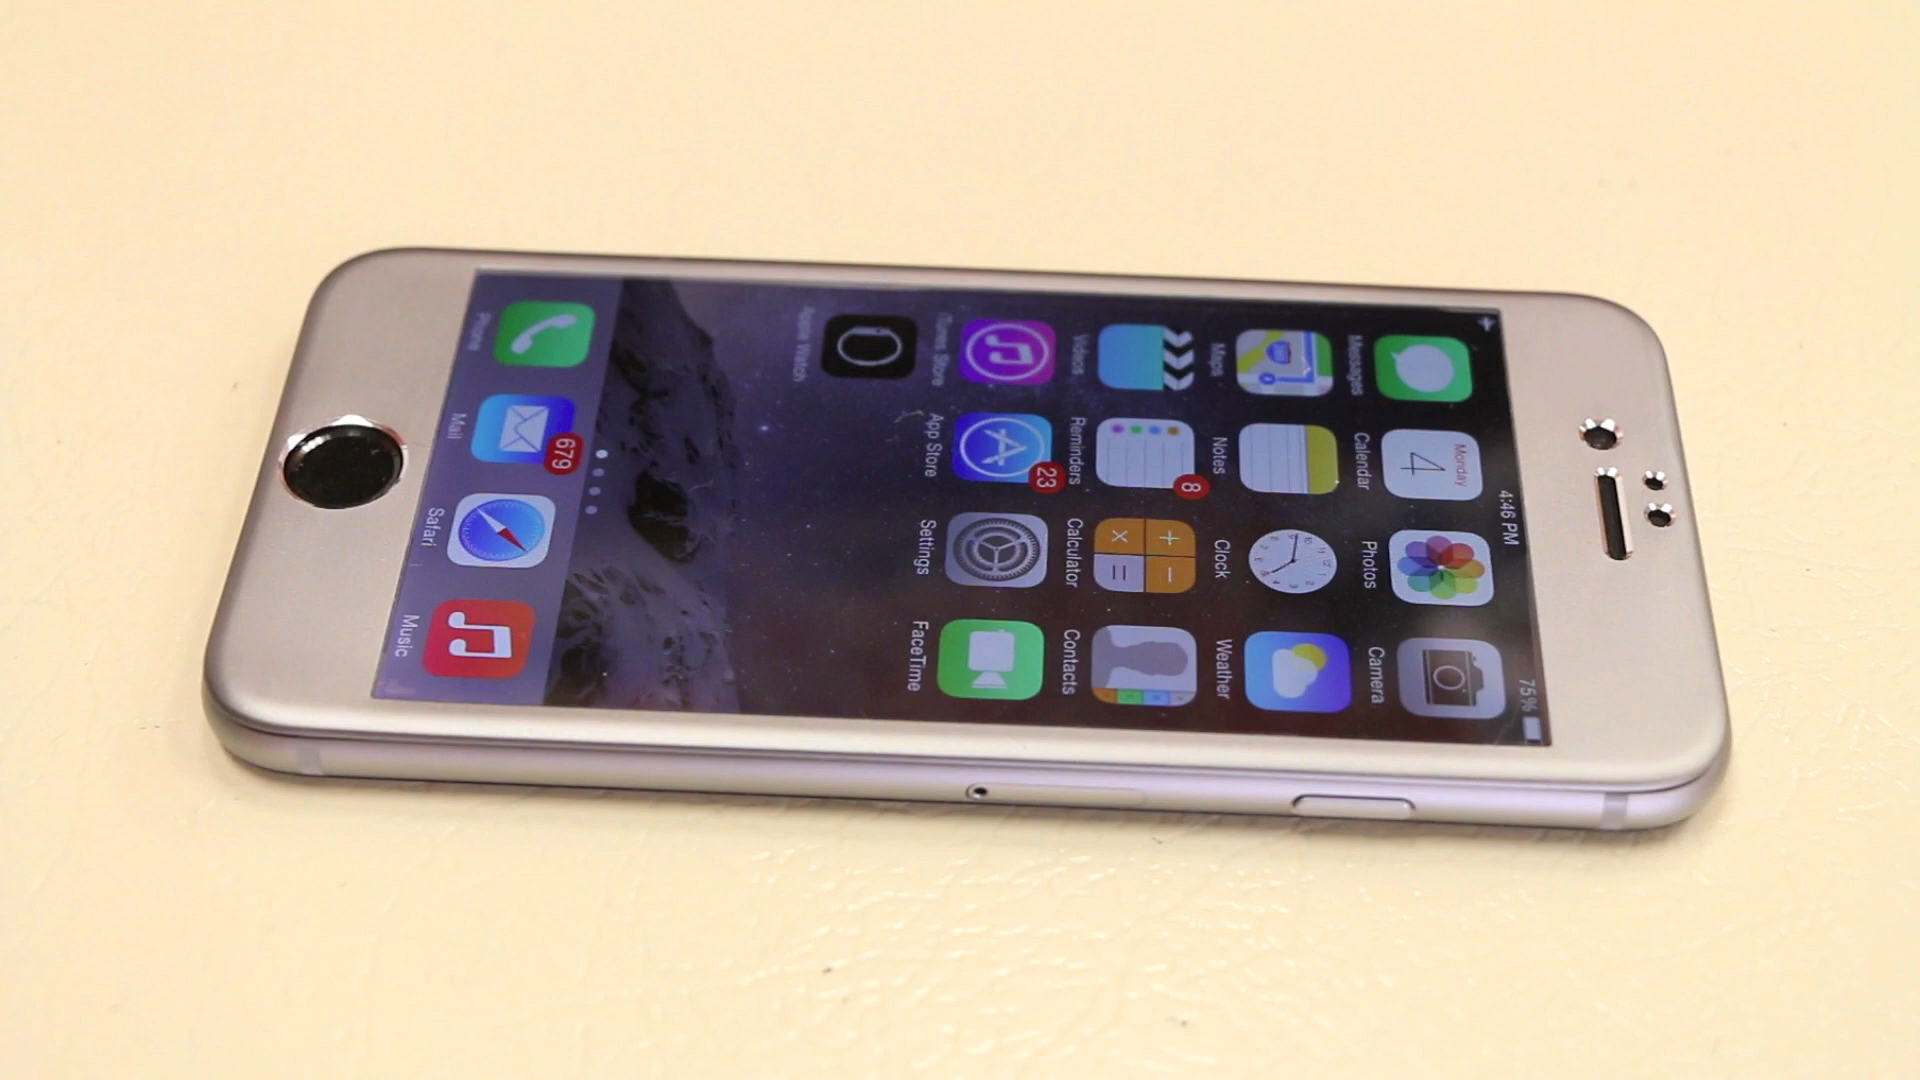 4:46 PM 75%
Monday
4
Messages Calendar Photos Camera
Maps Notes Clock Weather
8
Videos Reminders Calculator Contacts
23
iTunes Store App Store Settings FaceTime
Apple Watch
679
Phone Mail Safari Music